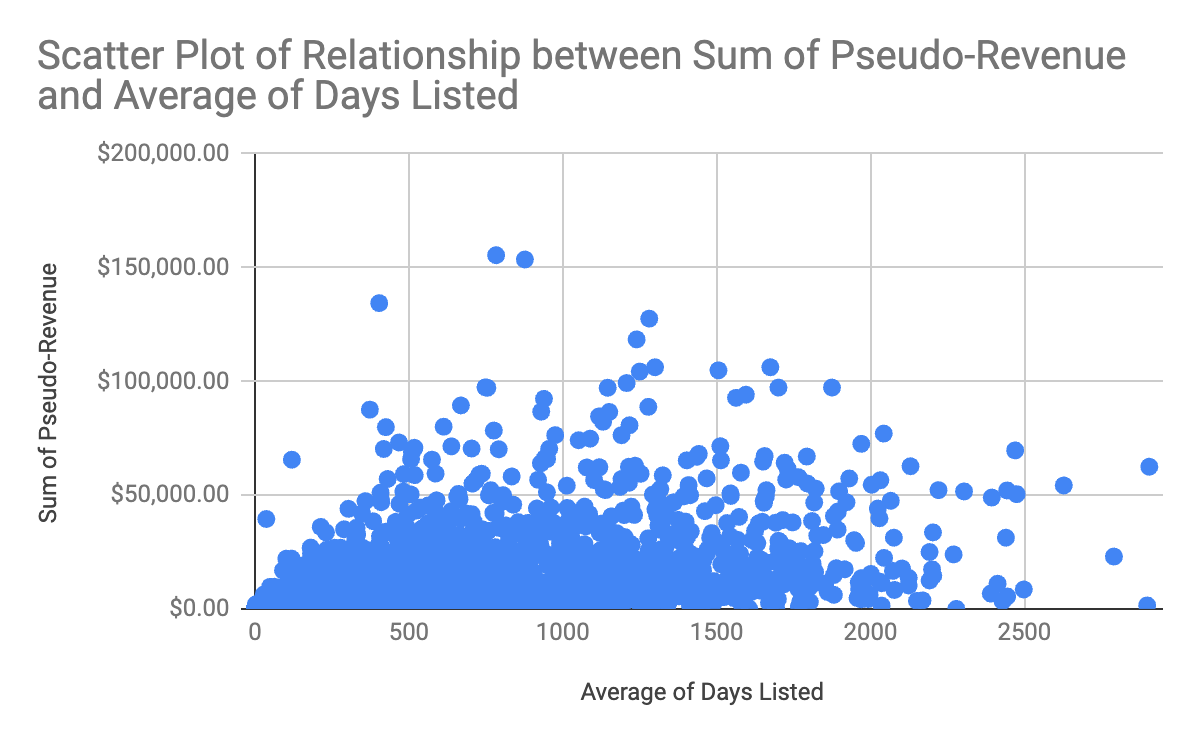 Scatter Plot of Relationship between Sum of Pseudo-Revenue
and Average of Days Listed
$200,000.00
$150,000.00
$100,000.00
$50,000.00
$0.00
Sum of Pseudo-Revenue
0 500 1000 1500 2000 2500
Average of Days Listed